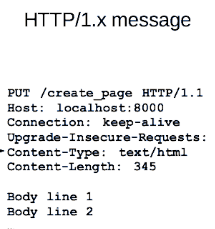 HTTP/1.x message
PUT /create_page HTTP/1.1
Host: localhost:8000
Connection: keep-alive
Upgrade-Insecure-Requests:
Content-Type: text/html
Content-Length: 345
Body line 1
Body line 2